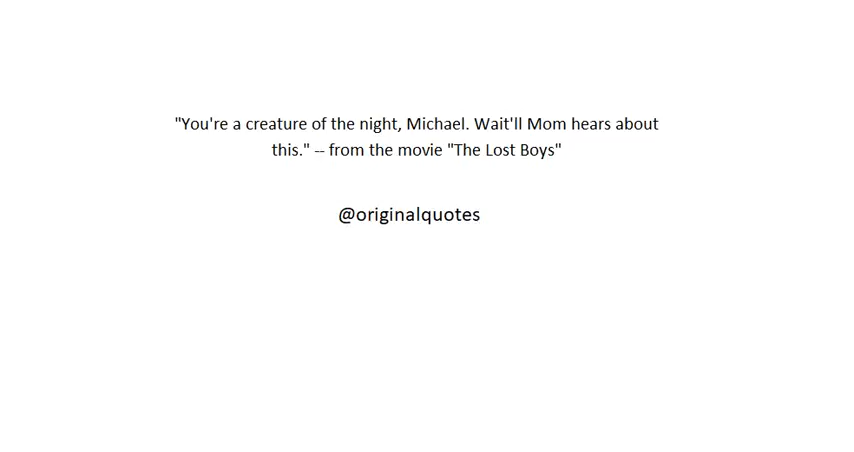 "You're a creature of the night, Michael. Wait'll Mom hears about
this." -- from the movie "The Lost Boys"
@originalquotes